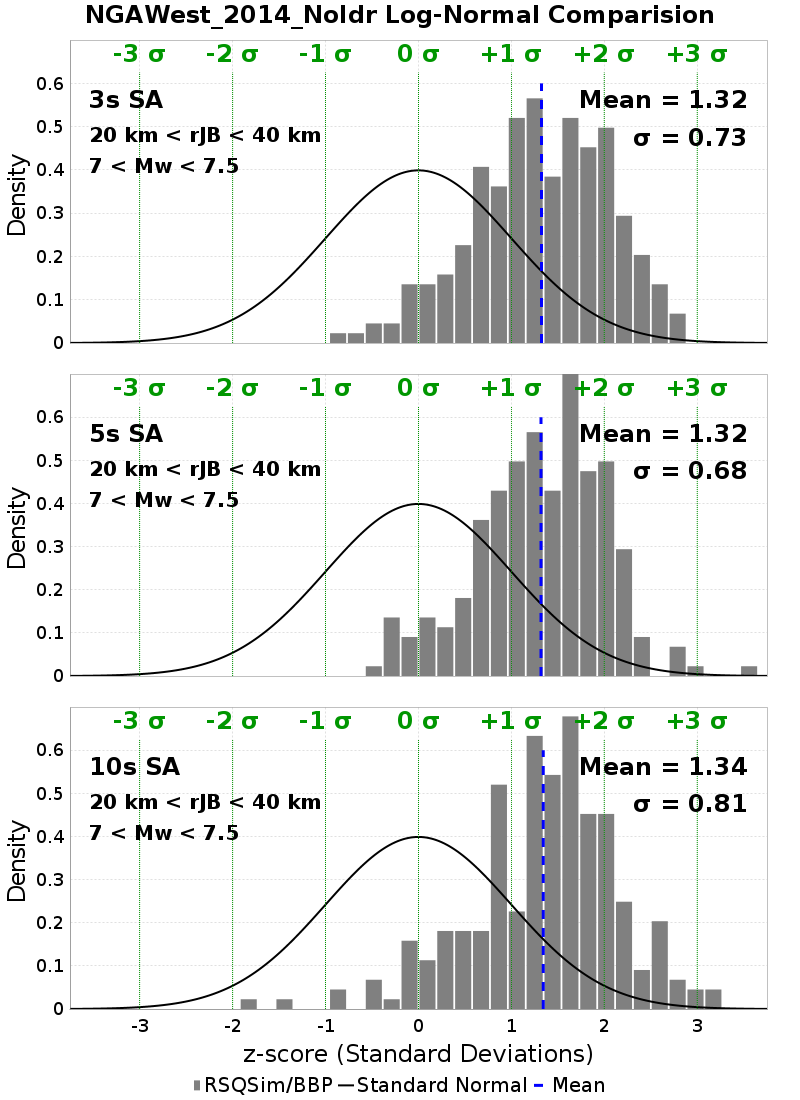 NGAWest_2014_NoIdr Log-Normal Comparision
-3 σ -2 σ -1 σ 0 σ +1 σ +2 σ +3 σ
3s SA Mean = 1.32
20 km < rJB < 40 km σ = 0.73
7 < Mw < 7.5
Density
0.6
0.5
0.4
0.3
0.2
0.1
0
-3 σ -2 σ -1 σ 0 σ +1 σ +2 σ +3 σ
5s SA Mean = 1.32
20 km < rJB < 40 km σ = 0.68
7 < Mw < 7.5
Density
0.6
0.5
0.4
0.3
0.2
0.1
0
-3 σ -2 σ -1 σ 0 σ +1 σ +2 σ +3 σ
10s SA Mean = 1.34
20 km < rJB < 40 km σ = 0.81
7 < Mw < 7.5
Density
0.6
0.5
0.4
0.3
0.2
0.1
0
-3 -2 -1 0 1 2 3
z-score (Standard Deviations)
RSQSim/BBP Standard Normal Mean